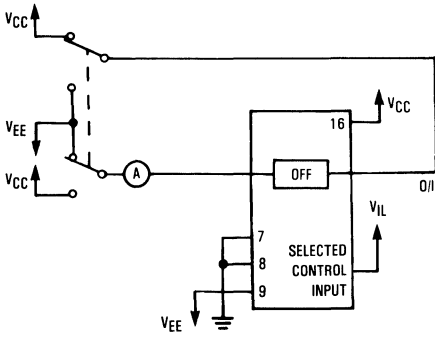 VCC
VEE
VCC
A
16
VCC
OFF
O/I
VIL
7
8
9
SELECTED
CONTROL
INPUT
VEE